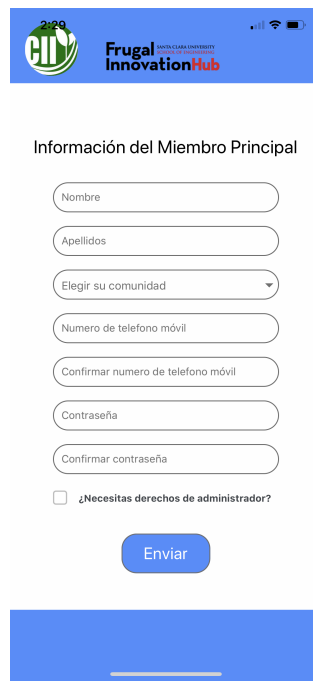 2:29
CII
Frugal SANTA CLARA UNIVERSITY
SCHOOL OF ENGINEERING
InnovationHub
Información del Miembro Principal
Nombre
Apellidos
Elegir su comunidad
Numero de telefono móvil
Confirmar numero de telefono móvil
Contraseña
Confirmar contraseña
¿Necesitas derechos de administrador?
Enviar